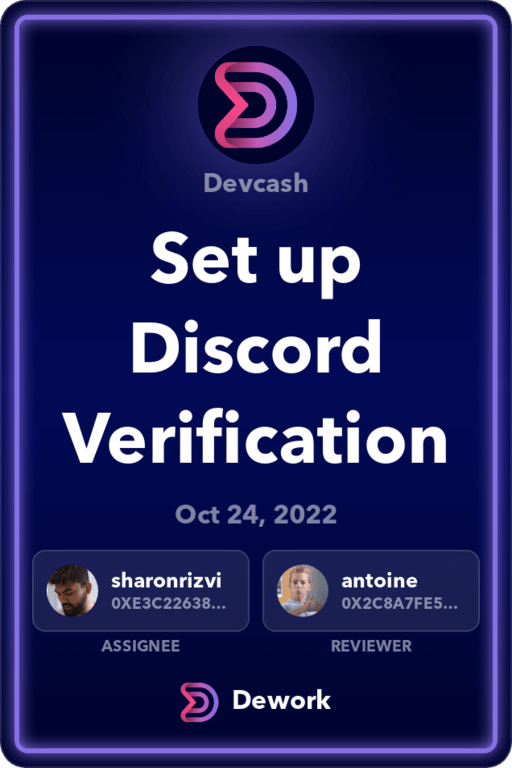 Devcash
Set up
Discord
Verification
Oct 24, 2022
sharonrizvi
0XE3C22638...
antoine
0X2C8A7FE5...
ASSIGNEE
REVIEWER
Dework